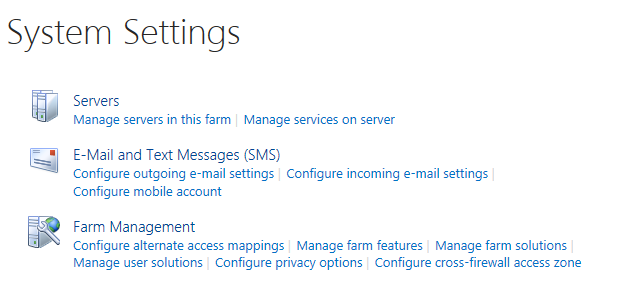 System Settings
Servers
Manage servers in this farm | Manage services on server
E-Mail and Text Messages (SMS)
Configure outgoing e-mail settings | Configure incoming e-mail settings |
Configure mobile account
Farm Management
Configure alternate access mappings | Manage farm features | Manage farm solutions |
Manage user solutions | Configure privacy options | Configure cross-firewall access zone